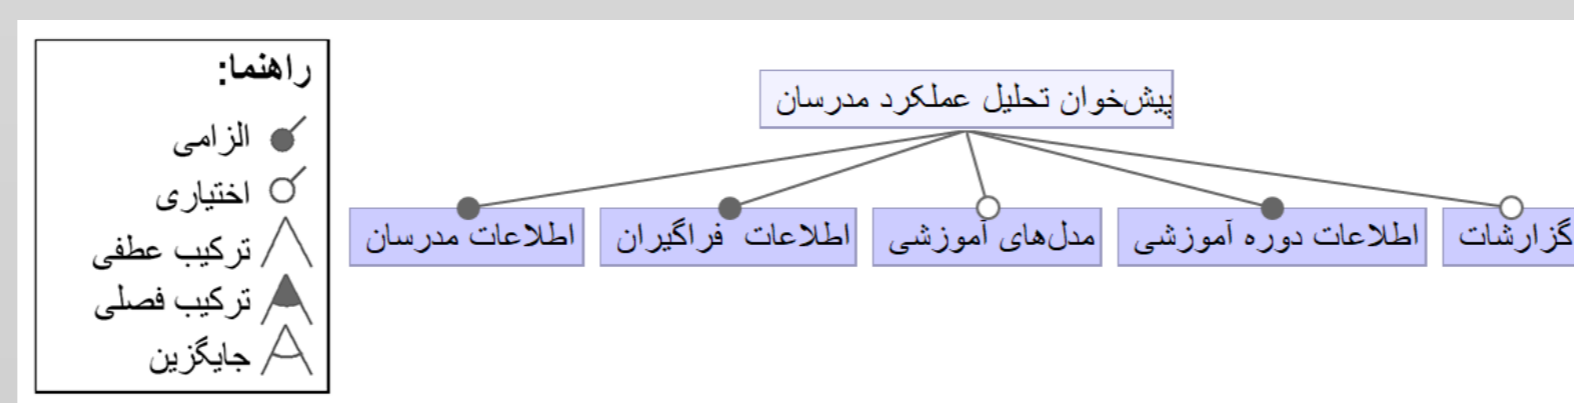 راهنما:
الزامی
اختیاری
ترکیب عطفی
ترکیب فصلی
جایگزین
پیش‌خوان تحلیل عملکرد مدرسان
گزارشات
اطلاعات دوره آموزشی
مدل‌های آموزشی
اطلاعات فراگیران
اطلاعات مدرسان